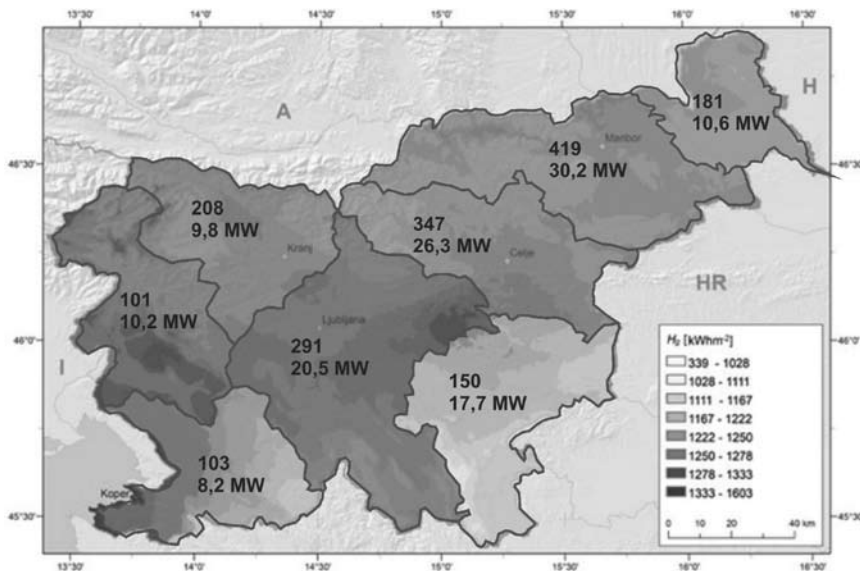 13°30' 14°0' 14°30' 15°0' 15°30' 16°0' 16°30'
A
H
181
10,6 MW
Maribor
419
30,2 MW
46°30'
46°30'
208
9,8 MW
347
26,3 MW
Kranj
Celje
HR
101
10,2 MW
Ljubljana
46°0'
46°0'
291
20,5 MW
I
150
17,7 MW
103
8,2 MW
Koper
45°30'
45°30'
[kWhm-2]
339 - 1028
1028 - 1111
1111 - 1167
1167 - 1222
1222 - 1250
1250 - 1278
1278 - 1333
1333 - 1603
0 10 20 40 km
13°30' 14°0' 14°30' 15°0' 15°30' 16°0' 16°30'